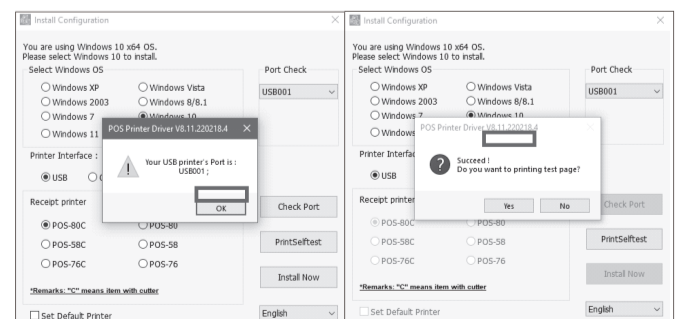 Install Configuration
You are using Windows 10 x64 OS.
Please select Windows 10 to install.
Select Windows OS
Port Check
Windows XP
Windows Vista
USB001
Windows 2003
Windows 8/8.1
Windows 7
Windows 10
Windows 11
POS Printer Driver V8.11.220218.4
Your USB printer's Port is :
USB001 ;
OK
Printer Interface :
USB
Receipt printer
Check Port
POS-80C
POS-80
POS-58C
POS-58
PrintSelftest
POS-76C
POS-76
Install Now
*Remarks: "C" means item with cutter
Set Default Printer
English
Install Configuration
You are using Windows 10 x64 OS.
Please select Windows 10 to install.
Select Windows OS
Port Check
Windows XP
Windows Vista
USB001
Windows 2003
Windows 8/8.1
Windows 7
Windows 10
Windows
POS Printer Driver V8.11.220218.4
Succeed !
Do you want to printing test page?
Yes
No
Printer Interfac
USB
Receipt printer
Check Port
POS-80C
POS-80
POS-58C
POS-58
PrintSelftest
POS-76C
POS-76
Install Now
*Remarks: "C" means item with cutter
Set Default Printer
English